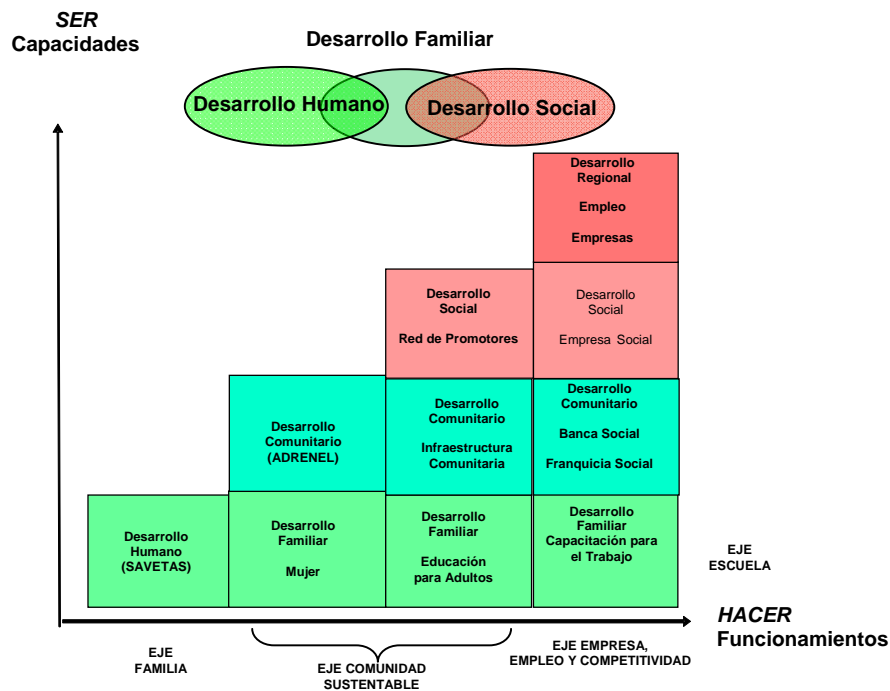 SER
Capacidades
Desarrollo Familiar
Desarrollo Humano
Desarrollo Social
Desarrollo
Regional
Empleo
Empresas
Desarrollo
Social
Red de Promotores
Desarrollo
Social
Empresa Social
Desarrollo
Comunitario
(ADRENEL)
Desarrollo
Comunitario
Infraestructura
Comunitaria
Desarrollo
Comunitario
Banca Social
Franquicia Social
Desarrollo
Humano
(SAVETAS)
Desarrollo
Familiar
Mujer
Desarrollo
Familiar
Educación
para Adultos
Desarrollo
Familiar
Capacitación para
el Trabajo
EJE
ESCUELA
HACER
Funcionamientos
EJE
FAMILIA
EJE COMUNIDAD
SUSTENTABLE
EJE EMPRESA,
EMPLEO Y COMPETITIVIDAD